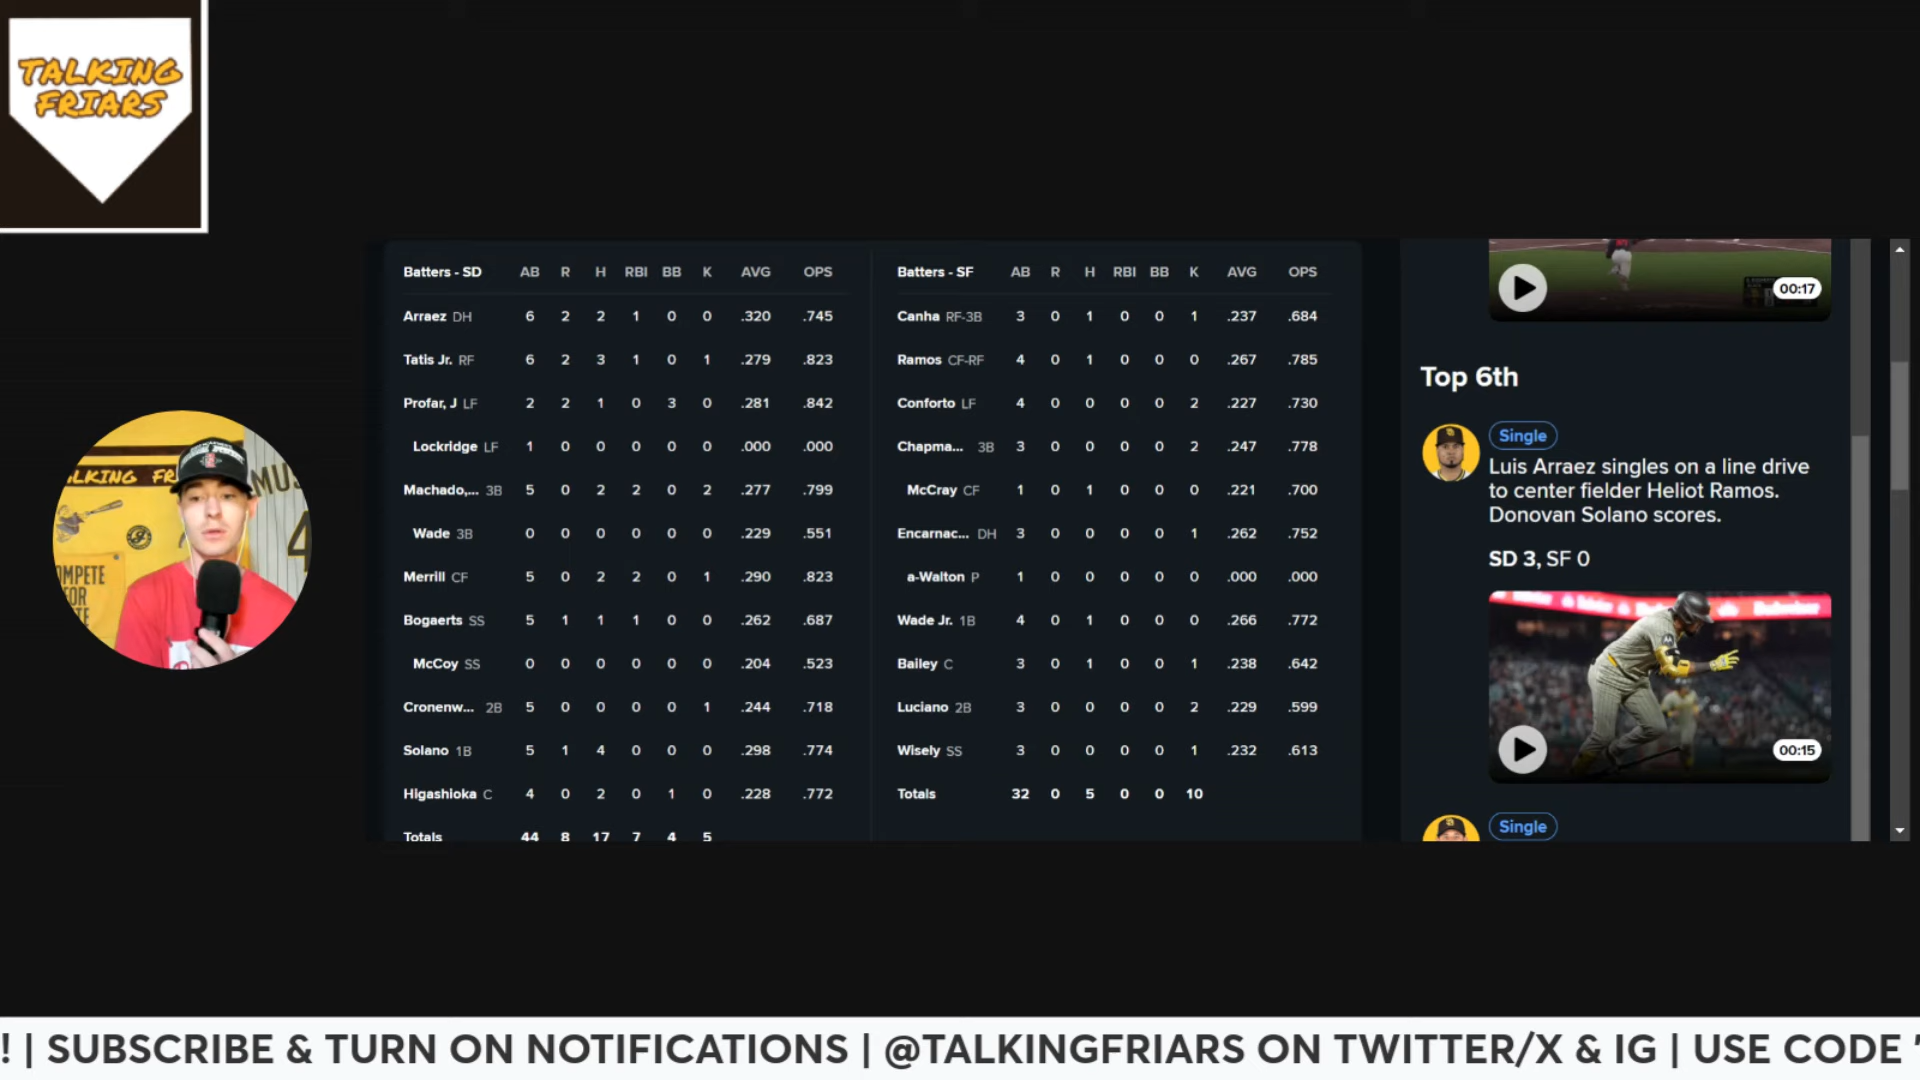 TALKING
FRIARS
Batters - SD AB R H RBI BB K AVG OPS
Arraez DH 6 2 2 1 0 0 .320 .745
Tatis Jr. RF 6 2 3 1 0 1 .279 .823
Profar, J LF 2 2 1 0 3 0 .281 .842
Lockridge LF 1 0 0 0 0 0 .000 .000
Machado,... 3B 5 0 2 2 0 2 .277 .799
Wade 3B 0 0 0 0 0 0 .229 .551
Merrill CF 5 0 2 2 0 1 .290 .823
Bogaerts SS 5 1 1 1 0 0 .262 .687
McCoy SS 0 0 0 0 0 0 .204 .523
Cronenw... 2B 5 0 0 0 0 1 .244 .718
Solano 1B 5 1 4 0 0 0 .298 .774
Higashioka C 4 0 2 0 1 0 .228 .772
Totals 44 8 17 7 4 5
Batters - SF AB R H RBI BB K AVG OPS
Canha RF-3B 3 0 1 0 0 1 .237 .684
Ramos CF-RF 4 0 1 0 0 0 .267 .785
Conforto LF 4 0 0 0 0 2 .227 .730
Chapma... 3B 3 0 0 0 0 2 .247 .778
McCray CF 1 0 1 0 0 0 .221 .700
Encarnac... DH 3 0 0 0 0 1 .262 .752
a-Walton P 1 0 0 0 0 0 .000 .000
Wade Jr. 1B 4 0 1 0 0 0 .266 .772
Bailey C 3 0 1 0 0 1 .238 .642
Luciano 2B 3 0 0 0 0 2 .229 .599
Wisely SS 3 0 0 0 0 1 .232 .613
Totals 32 0 5 0 0 10
00:17
Top 6th
Single
Luis Arraez singles on a line drive
to center fielder Heliot Ramos.
Donovan Solano scores.
SD 3, SF 0
00:15
Single
LKING FR
MUS
4
OMPETE
FOR
! | SUBSCRIBE & TURN ON NOTIFICATIONS | @TALKINGFRIARS ON TWITTER/X & IG | USE CODE "